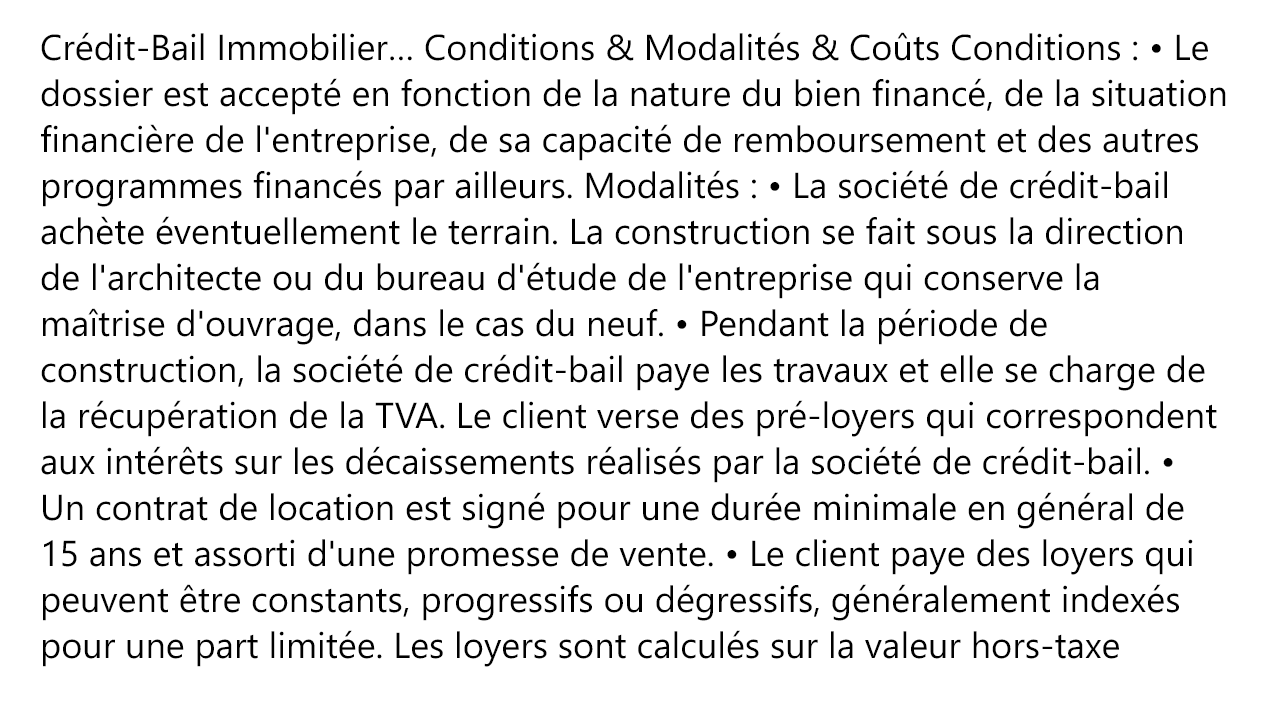 Crédit-Bail Immobilier... Conditions & Modalités & Coûts Conditions : • Le
dossier est accepté en fonction de la nature du bien financé, de la situation
financière de l'entreprise, de sa capacité de remboursement et des autres
programmes financés par ailleurs. Modalités : • La société de crédit-bail
achète éventuellement le terrain. La construction se fait sous la direction
de l'architecte ou du bureau d'étude de l'entreprise qui conserve la
maîtrise d'ouvrage, dans le cas du neuf. • Pendant la période de
construction, la société de crédit-bail paye les travaux et elle se charge de
la récupération de la TVA. Le client verse des pré-loyers qui correspondent
aux intérêts sur les décaissements réalisés par la société de crédit-bail. •
Un contrat de location est signé pour une durée minimale en général de
15 ans et assorti d'une promesse de vente. • Le client paye des loyers qui
peuvent être constants, progressifs ou dégressifs, généralement indexés
pour une part limitée. Les loyers sont calculés sur la valeur hors-taxe